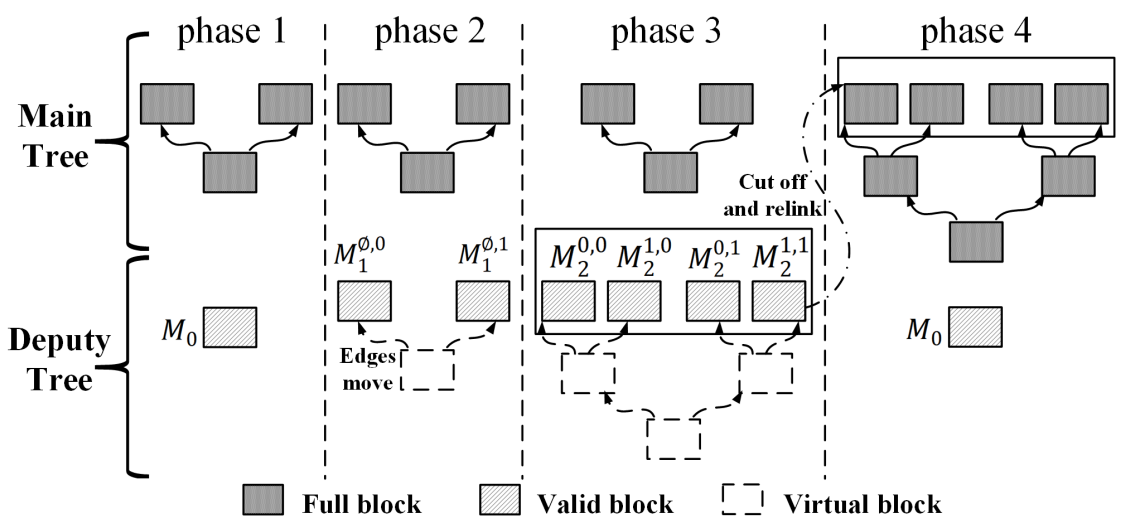 phase 1
phase 2
phase 3
phase 4
Main
Tree
Cut off
and relink
M_1^{∅,0}
M_1^{∅,1}
M_2^{0,0}
M_2^{1,0}
M_2^{0,1}
M_2^{1,1}
Deputy
Tree
M_0
Edges
move
M_0
Full block
Valid block
Virtual block